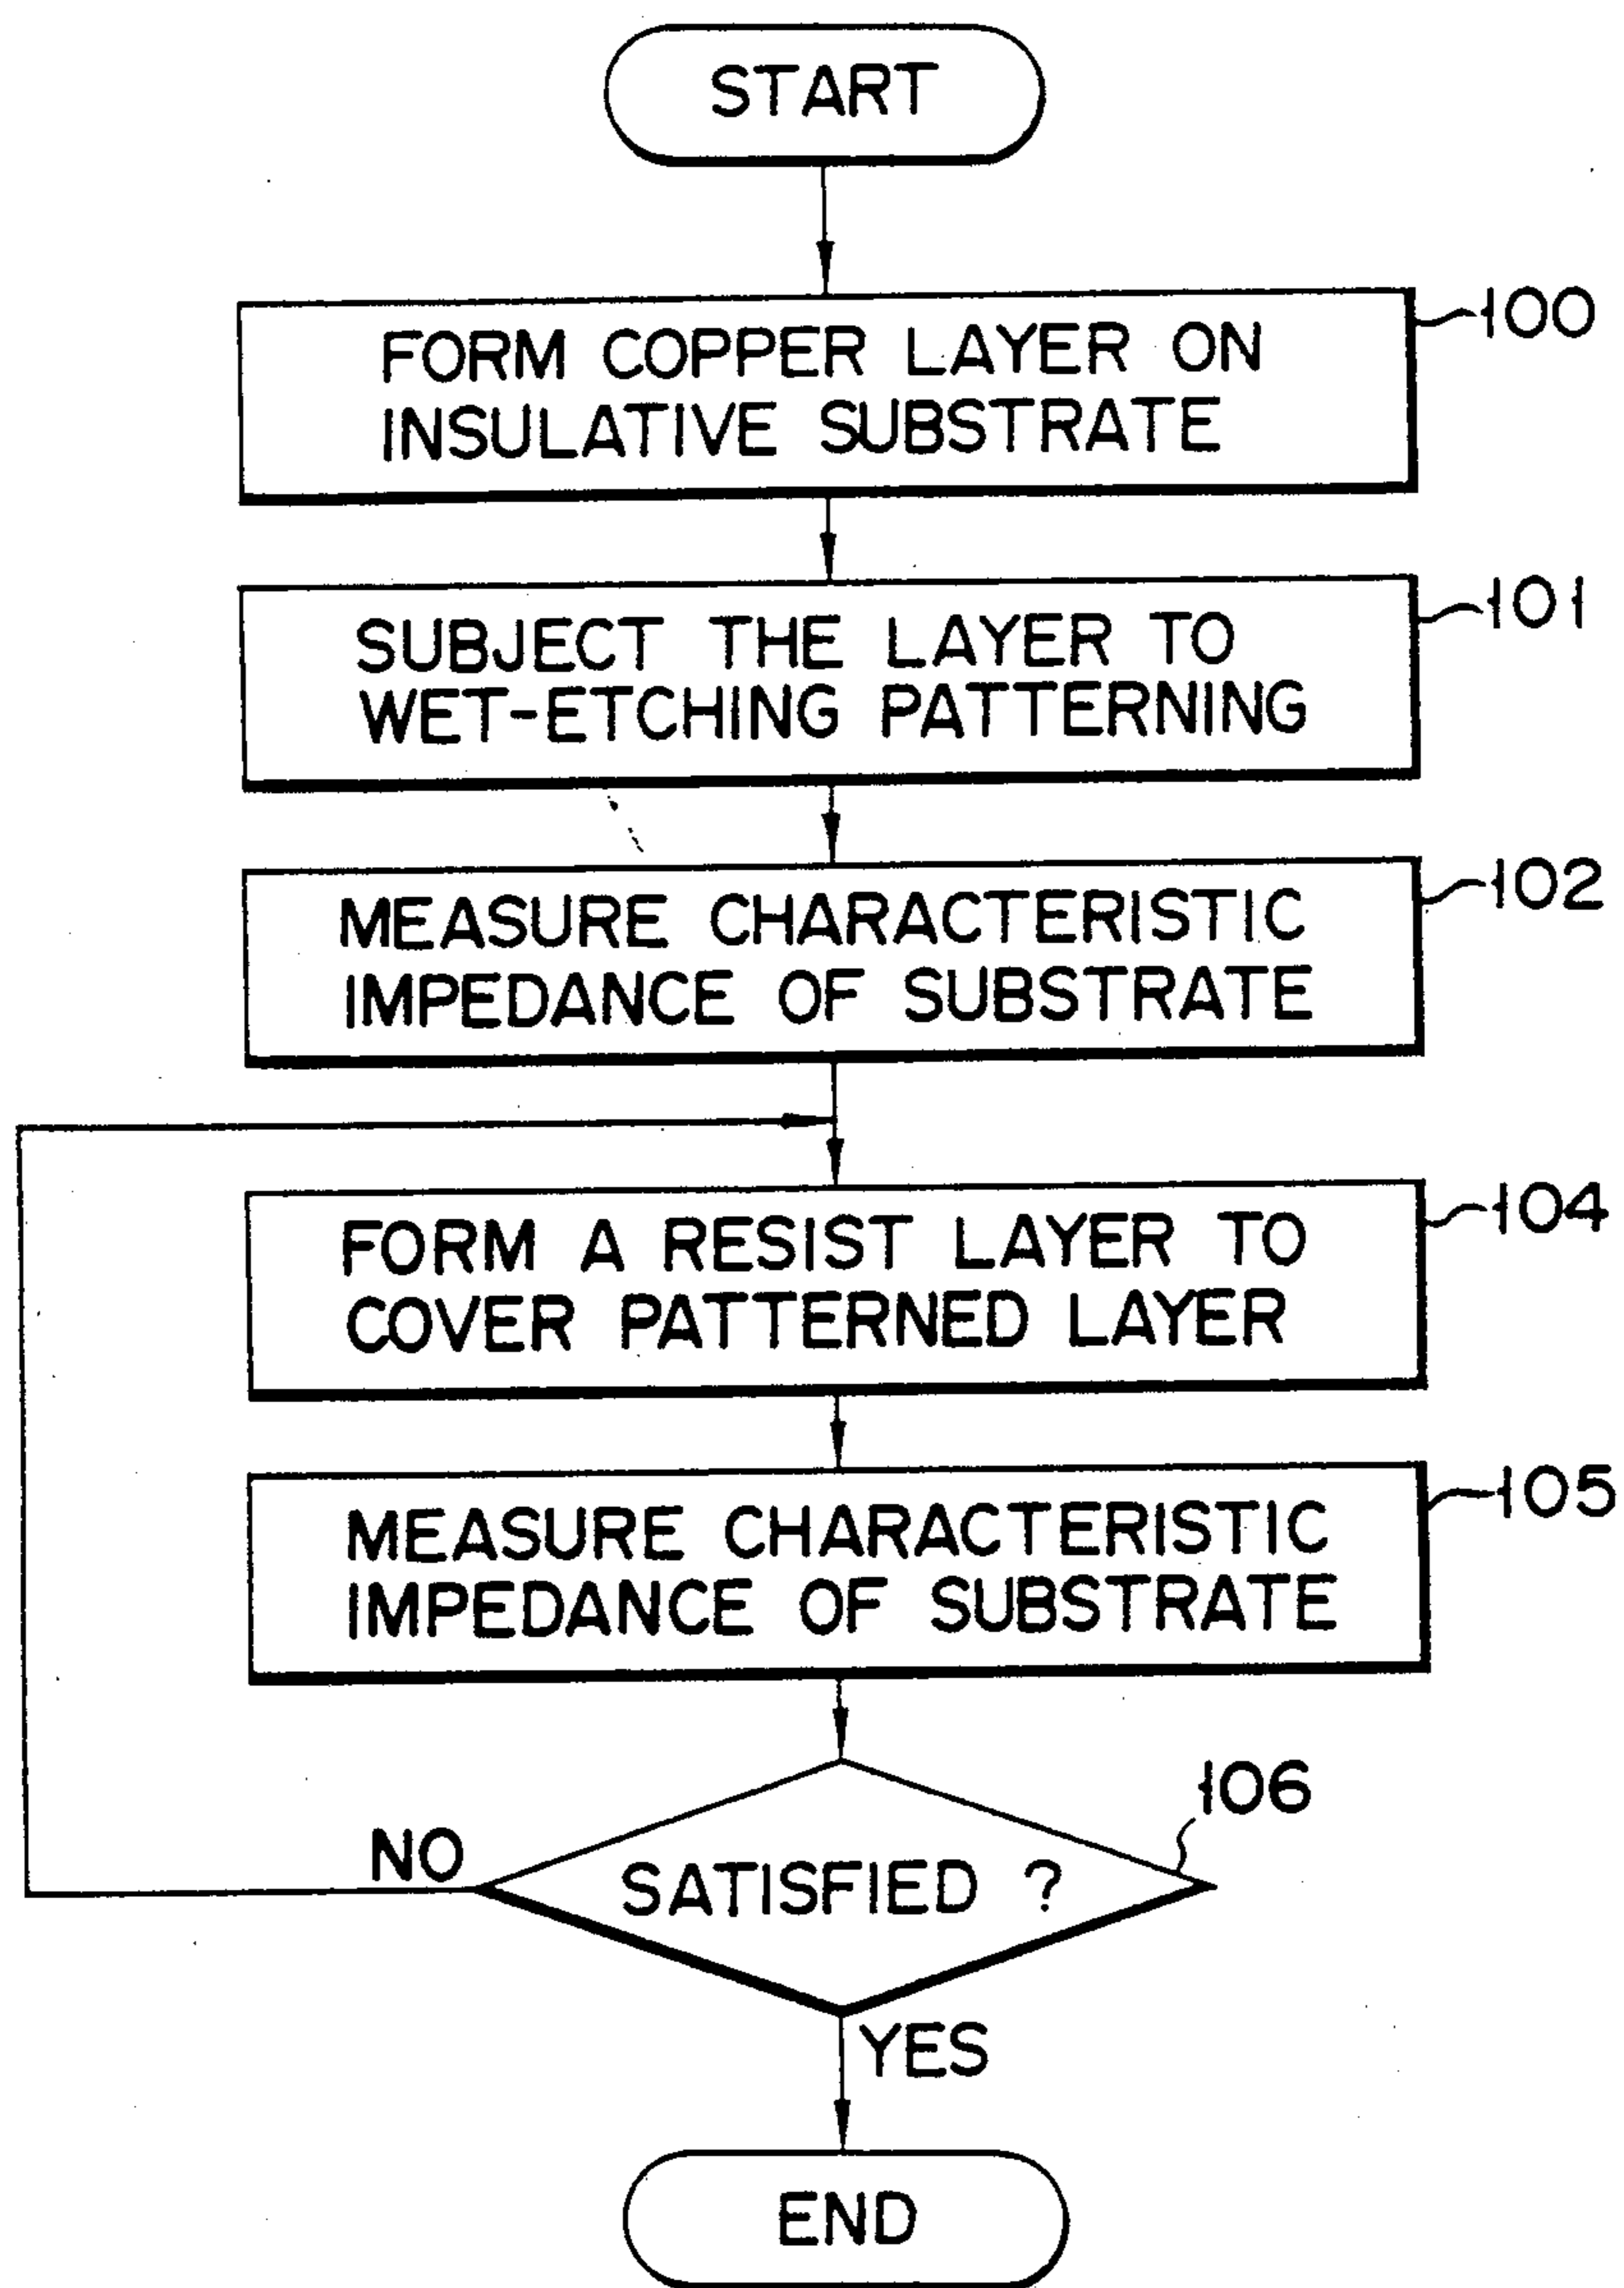 START
FORM COPPER LAYER ON
INSULATIVE SUBSTRATE
100
SUBJECT THE LAYER TO
WET-ETCHING PATTERNING
101
MEASURE CHARACTERISTIC
IMPEDANCE OF SUBSTRATE
102
FORM A RESIST LAYER TO
COVER PATTERNED LAYER
104
MEASURE CHARACTERISTIC
IMPEDANCE OF SUBSTRATE
105
106
NO
SATISFIED ?
YES
END